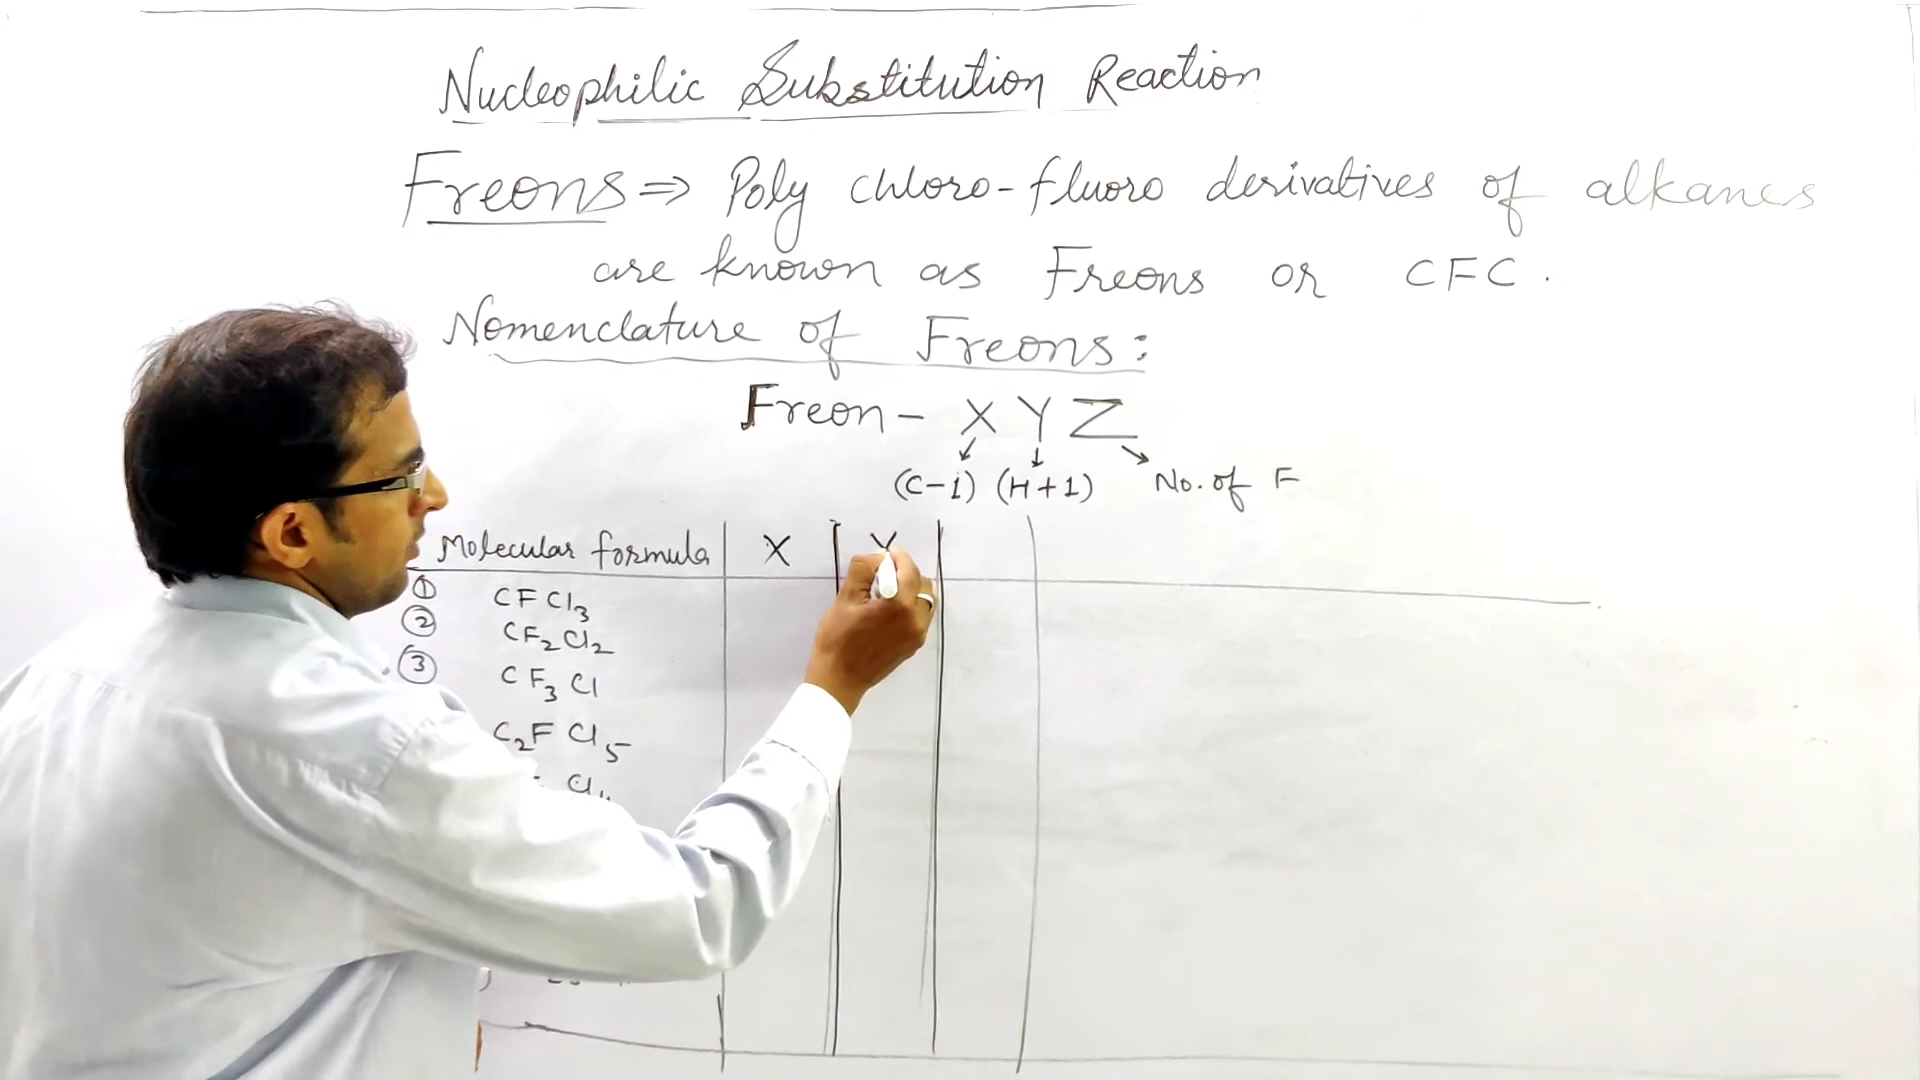 Nucleophilic Substitution Reaction
Freons ⇒ Poly chloro-fluoro derivatives of alkanes
are known as Freons or CFC.
Nomenclature of Freons:
Freon - X Y Z
(C-1) (H+1) No. of F
Molecular formula X Y
① CFCl₃
② CF₂Cl₂
③ CF₃Cl
C₂FCl₅
Cl₄